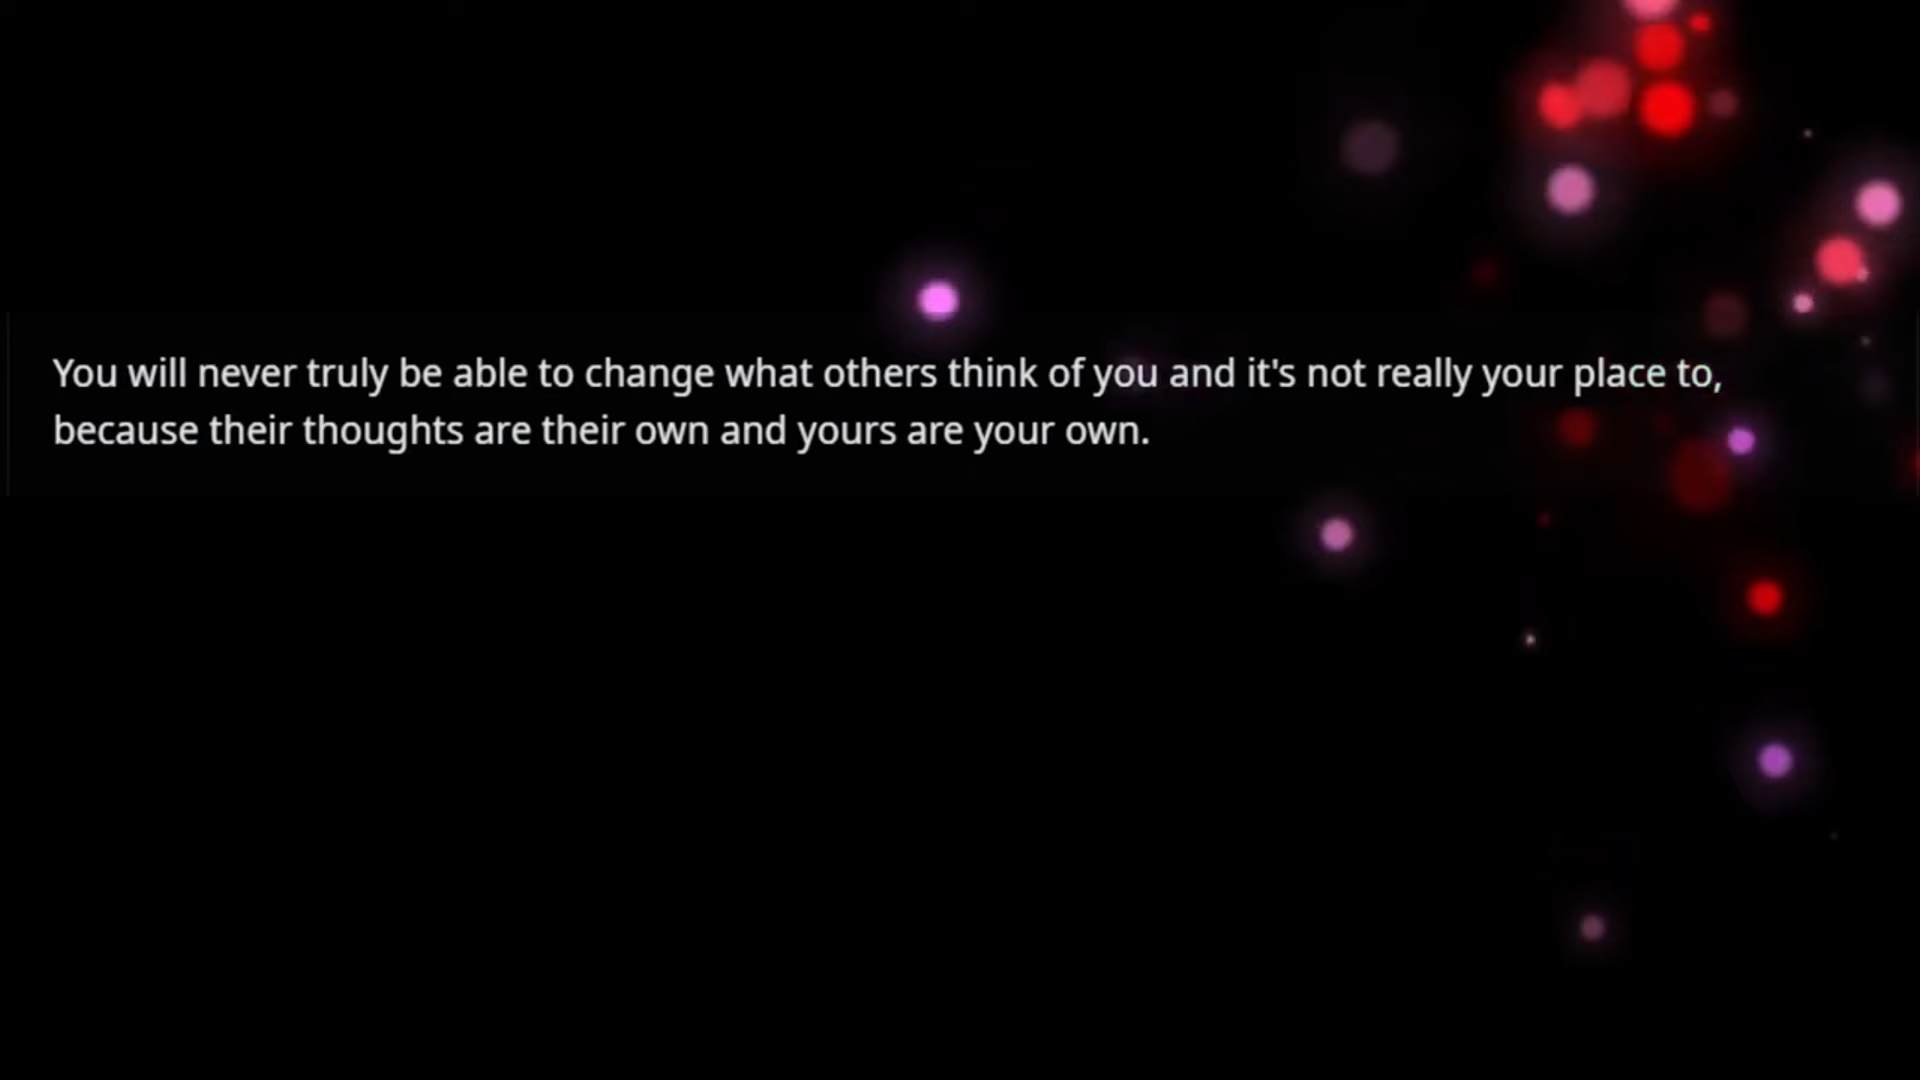 You will never truly be able to change what others think of you and it's not really your place to,
because their thoughts are their own and yours are your own.